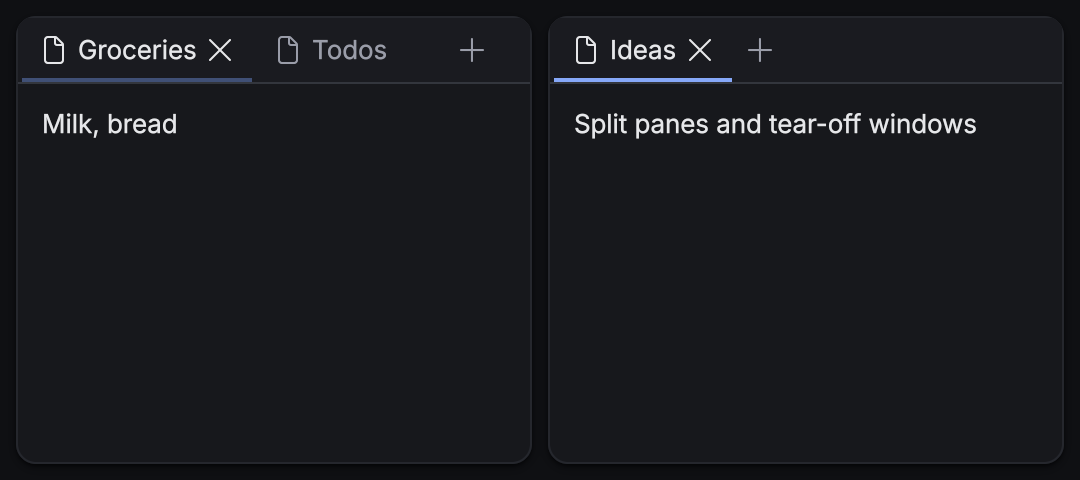 Groceries
Todos
Ideas
Milk, bread
Split panes and tear-off windows